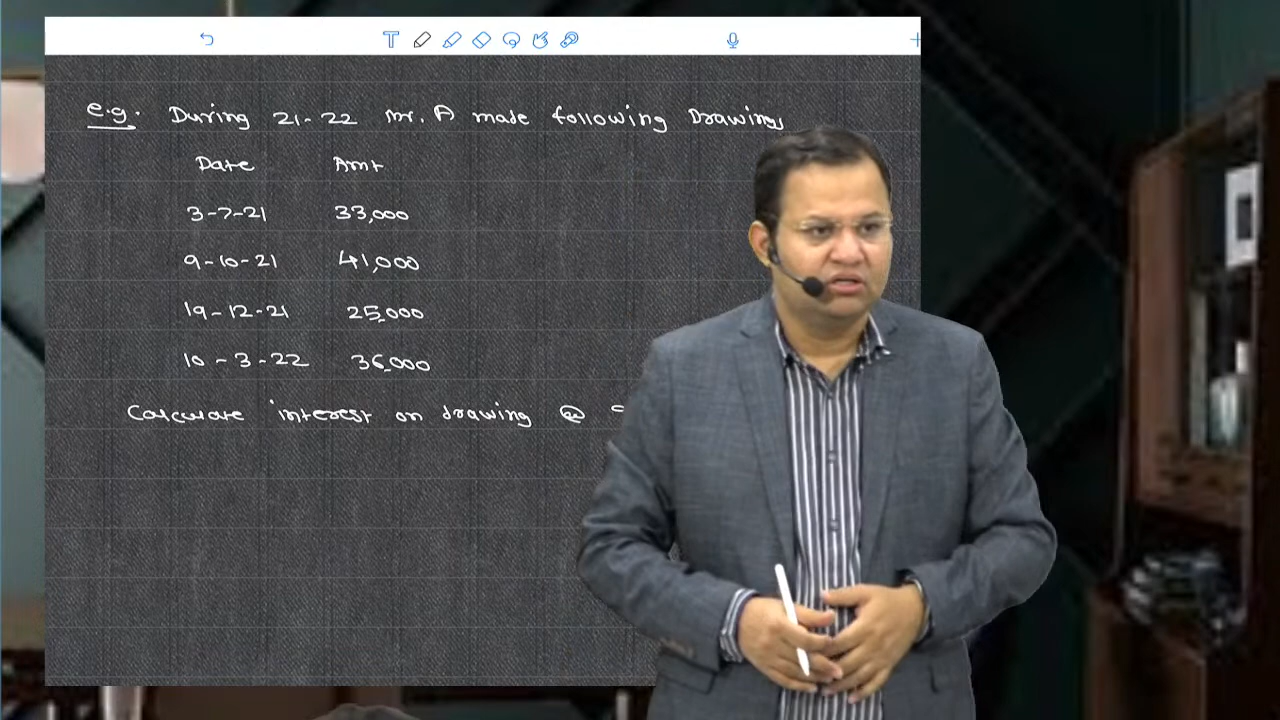 e.g. During 21-22 Mr. A made following Drawings
Date Amt
3-7-21 33,000
9-10-21 41,000
19-12-21 25,000
10-3-22 36,000
Calculate interest on drawing @